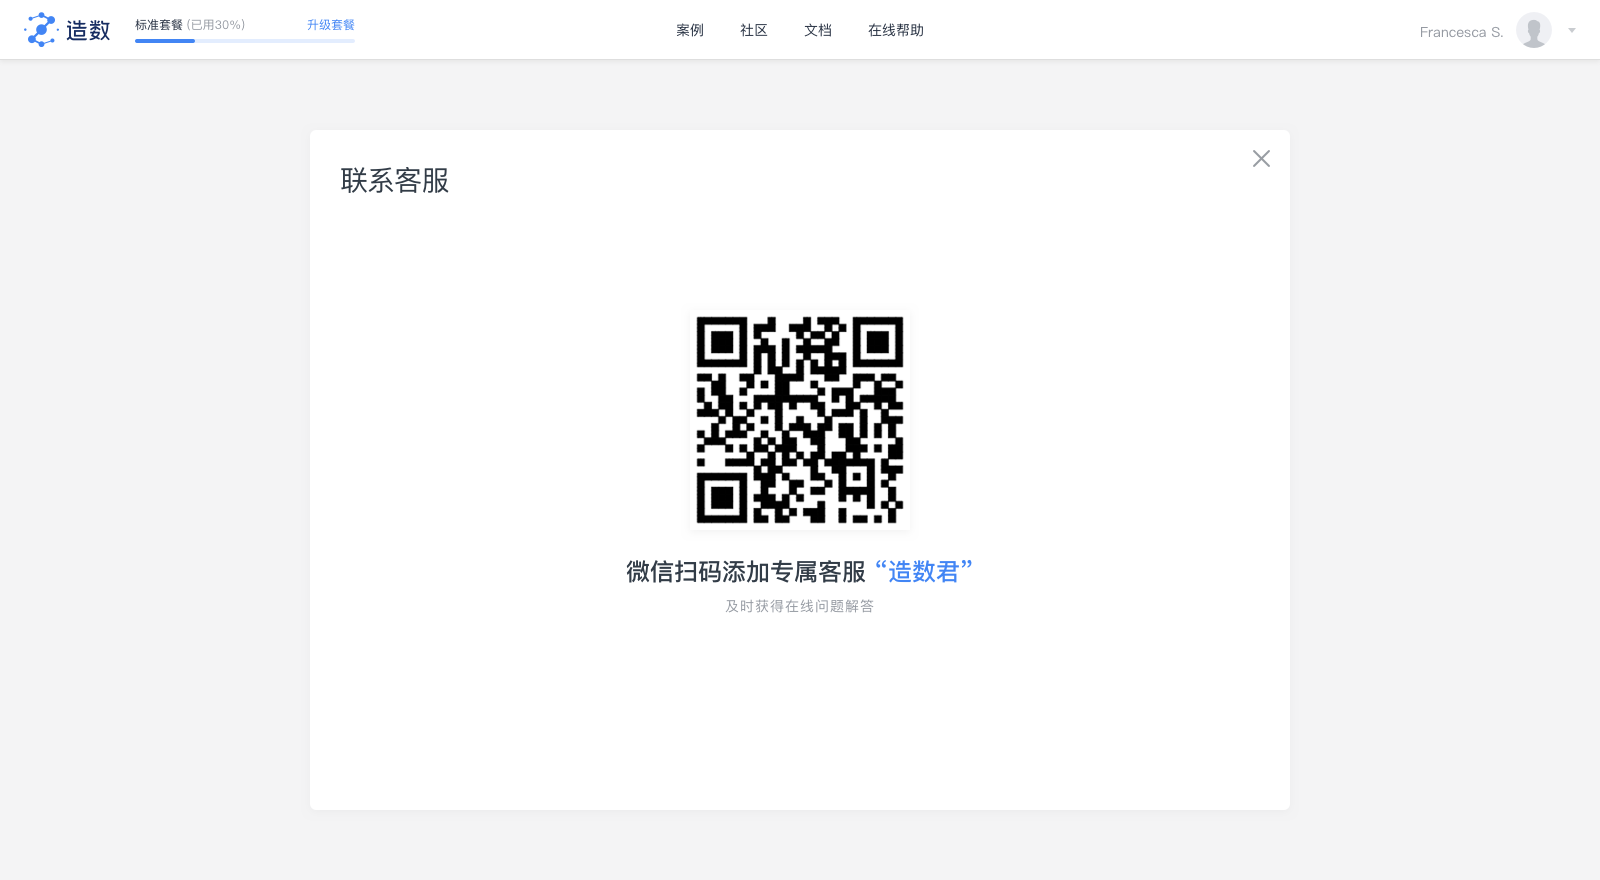 造数
标准套餐 (已用30%) 升级套餐
案例 社区 文档 在线帮助
Francesca S.
联系客服
微信扫码添加专属客服 “造数君”
及时获得在线问题解答